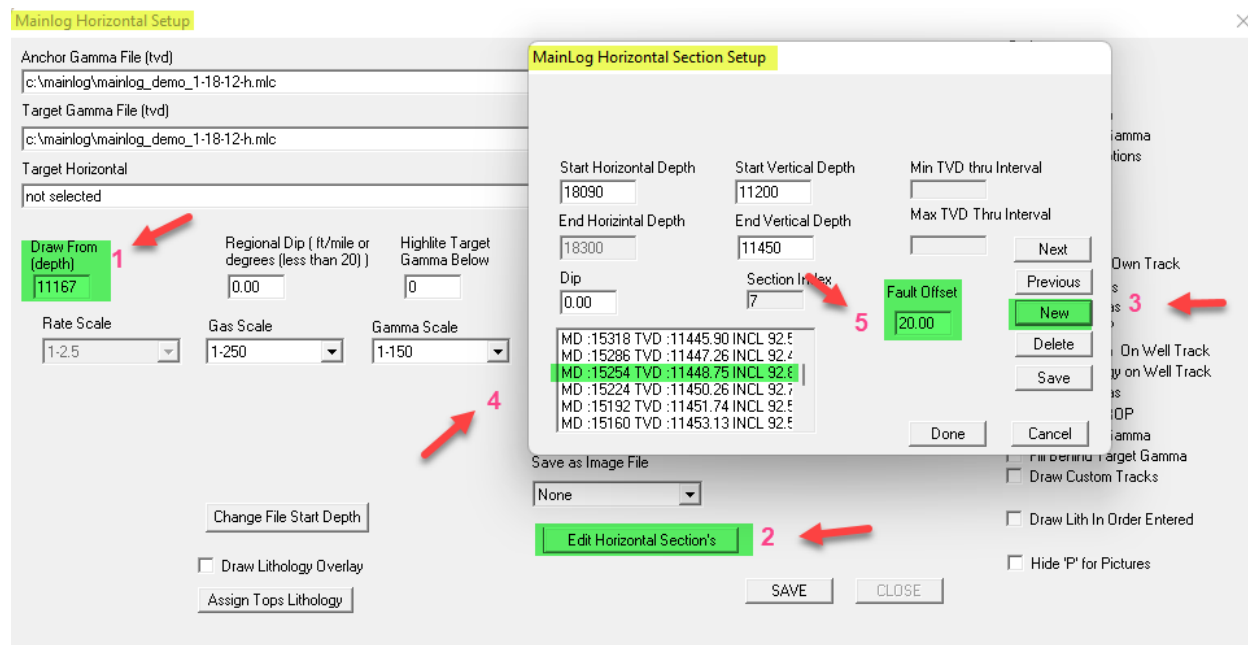 Mainlog Horizontal Setup
Anchor Gamma File (tvd)
c:\mainlog\mainlog_demo_1-18-12-h.mlc
Target Gamma File (tvd)
c:\mainlog\mainlog_demo_1-18-12-h.mlc
Target Horizontal
not selected
Draw From
(depth)
11167
1
Regional Dip ( ft/mile or
degrees (less than 20) )
0.00
Highlite Target
Gamma Below
0
Rate Scale
1-2.5
Gas Scale
1-250
Gamma Scale
1-150
4
Change File Start Depth
Draw Lithology Overlay
Assign Tops Lithology
MainLog Horizontal Section Setup
Start Horizontal Depth
18090
Start Vertical Depth
11200
Min TVD thru Interval
End Horizintal Depth
18300
End Vertical Depth
11450
Max TVD Thru Interval
Dip
0.00
Section Index
7
5
Fault Offset
20.00
Next
Previous
New
3
Delete
Save
MD :15318 TVD :11445.90 INCL 92.5
MD :15286 TVD :11447.26 INCL 92.4
MD :15254 TVD :11448.75 INCL 92.8
MD :15224 TVD :11450.26 INCL 92.7
MD :15192 TVD :11451.74 INCL 92.5
MD :15160 TVD :11453.13 INCL 92.5
Done
Cancel
Own Track
On Well Track
on Well Track
Save as Image File
None
Edit Horizontal Section's
2
SAVE
CLOSE
Fill Behind Target Gamma
Draw Custom Tracks
Draw Lith In Order Entered
Hide 'P' for Pictures